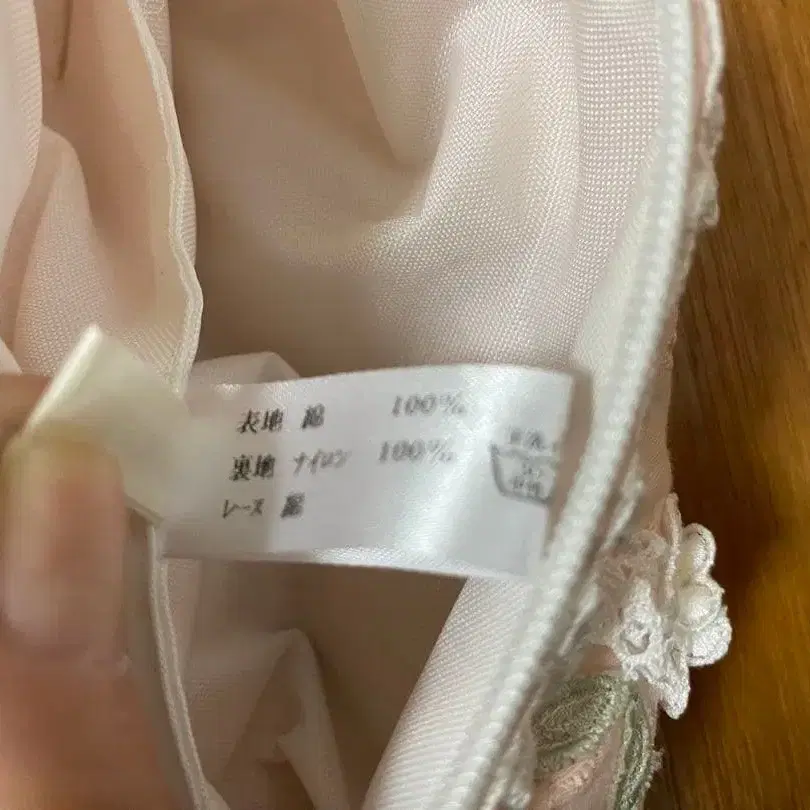 表地 綿 100%
裏地 ナイロン 100%
レース 綿